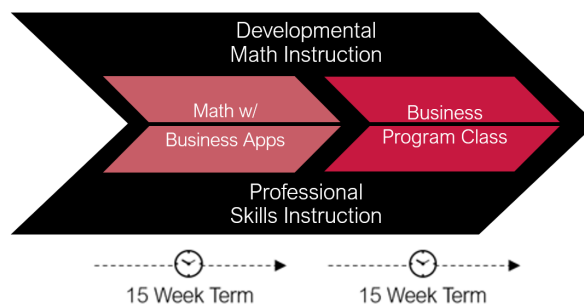 Developmental
Math Instruction
Math w/
Business Apps
Business
Program Class
Professional
Skills Instruction
15 Week Term
15 Week Term